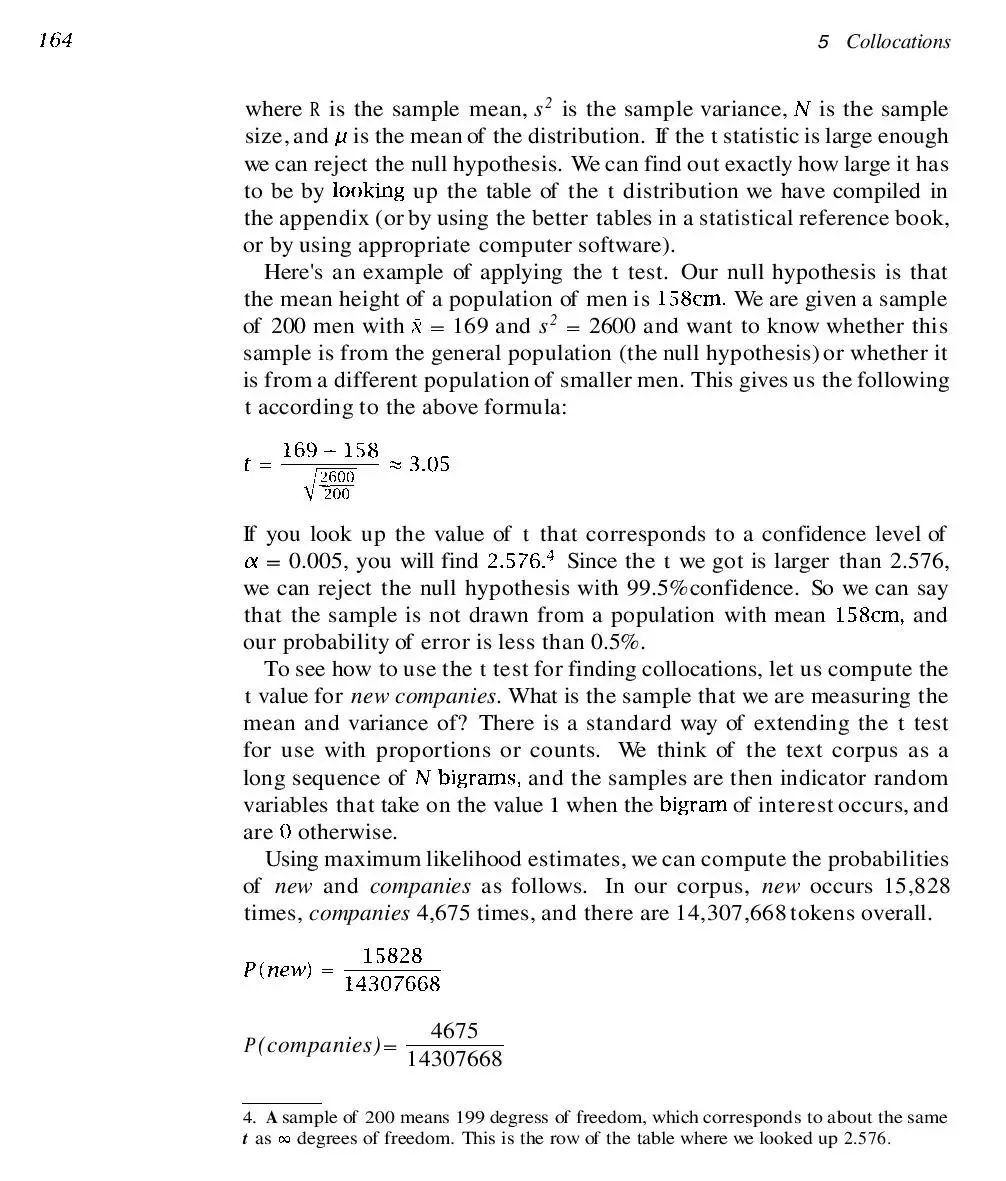 164
5 Collocations
where R is the sample mean, s² is the sample variance, N is the sample
size, and μ is the mean of the distribution. If the t statistic is large enough
we can reject the null hypothesis. We can find out exactly how large it has
to be by looking up the table of the t distribution we have compiled in
the appendix (or by using the better tables in a statistical reference book,
or by using appropriate computer software).
Here's an example of applying the t test. Our null hypothesis is that
the mean height of a population of men is 158cm. We are given a sample
of 200 men with x̄ = 169 and s² = 2600 and want to know whether this
sample is from the general population (the null hypothesis) or whether it
is from a different population of smaller men. This gives us the following
t according to the above formula:
t = (169 − 158) / √(2600/200) ≈ 3.05
If you look up the value of t that corresponds to a confidence level of
α = 0.005, you will find 2.576.⁴ Since the t we got is larger than 2.576,
we can reject the null hypothesis with 99.5% confidence. So we can say
that the sample is not drawn from a population with mean 158cm, and
our probability of error is less than 0.5%.
To see how to use the t test for finding collocations, let us compute the
t value for new companies. What is the sample that we are measuring the
mean and variance of? There is a standard way of extending the t test
for use with proportions or counts. We think of the text corpus as a
long sequence of N bigrams, and the samples are then indicator random
variables that take on the value 1 when the bigram of interest occurs, and
are 0 otherwise.
Using maximum likelihood estimates, we can compute the probabilities
of new and companies as follows. In our corpus, new occurs 15,828
times, companies 4,675 times, and there are 14,307,668 tokens overall.
P(new) = 15828 / 14307668
P(companies) = 4675 / 14307668
4. A sample of 200 means 199 degress of freedom, which corresponds to about the same
t as ∞ degrees of freedom. This is the row of the table where we looked up 2.576.